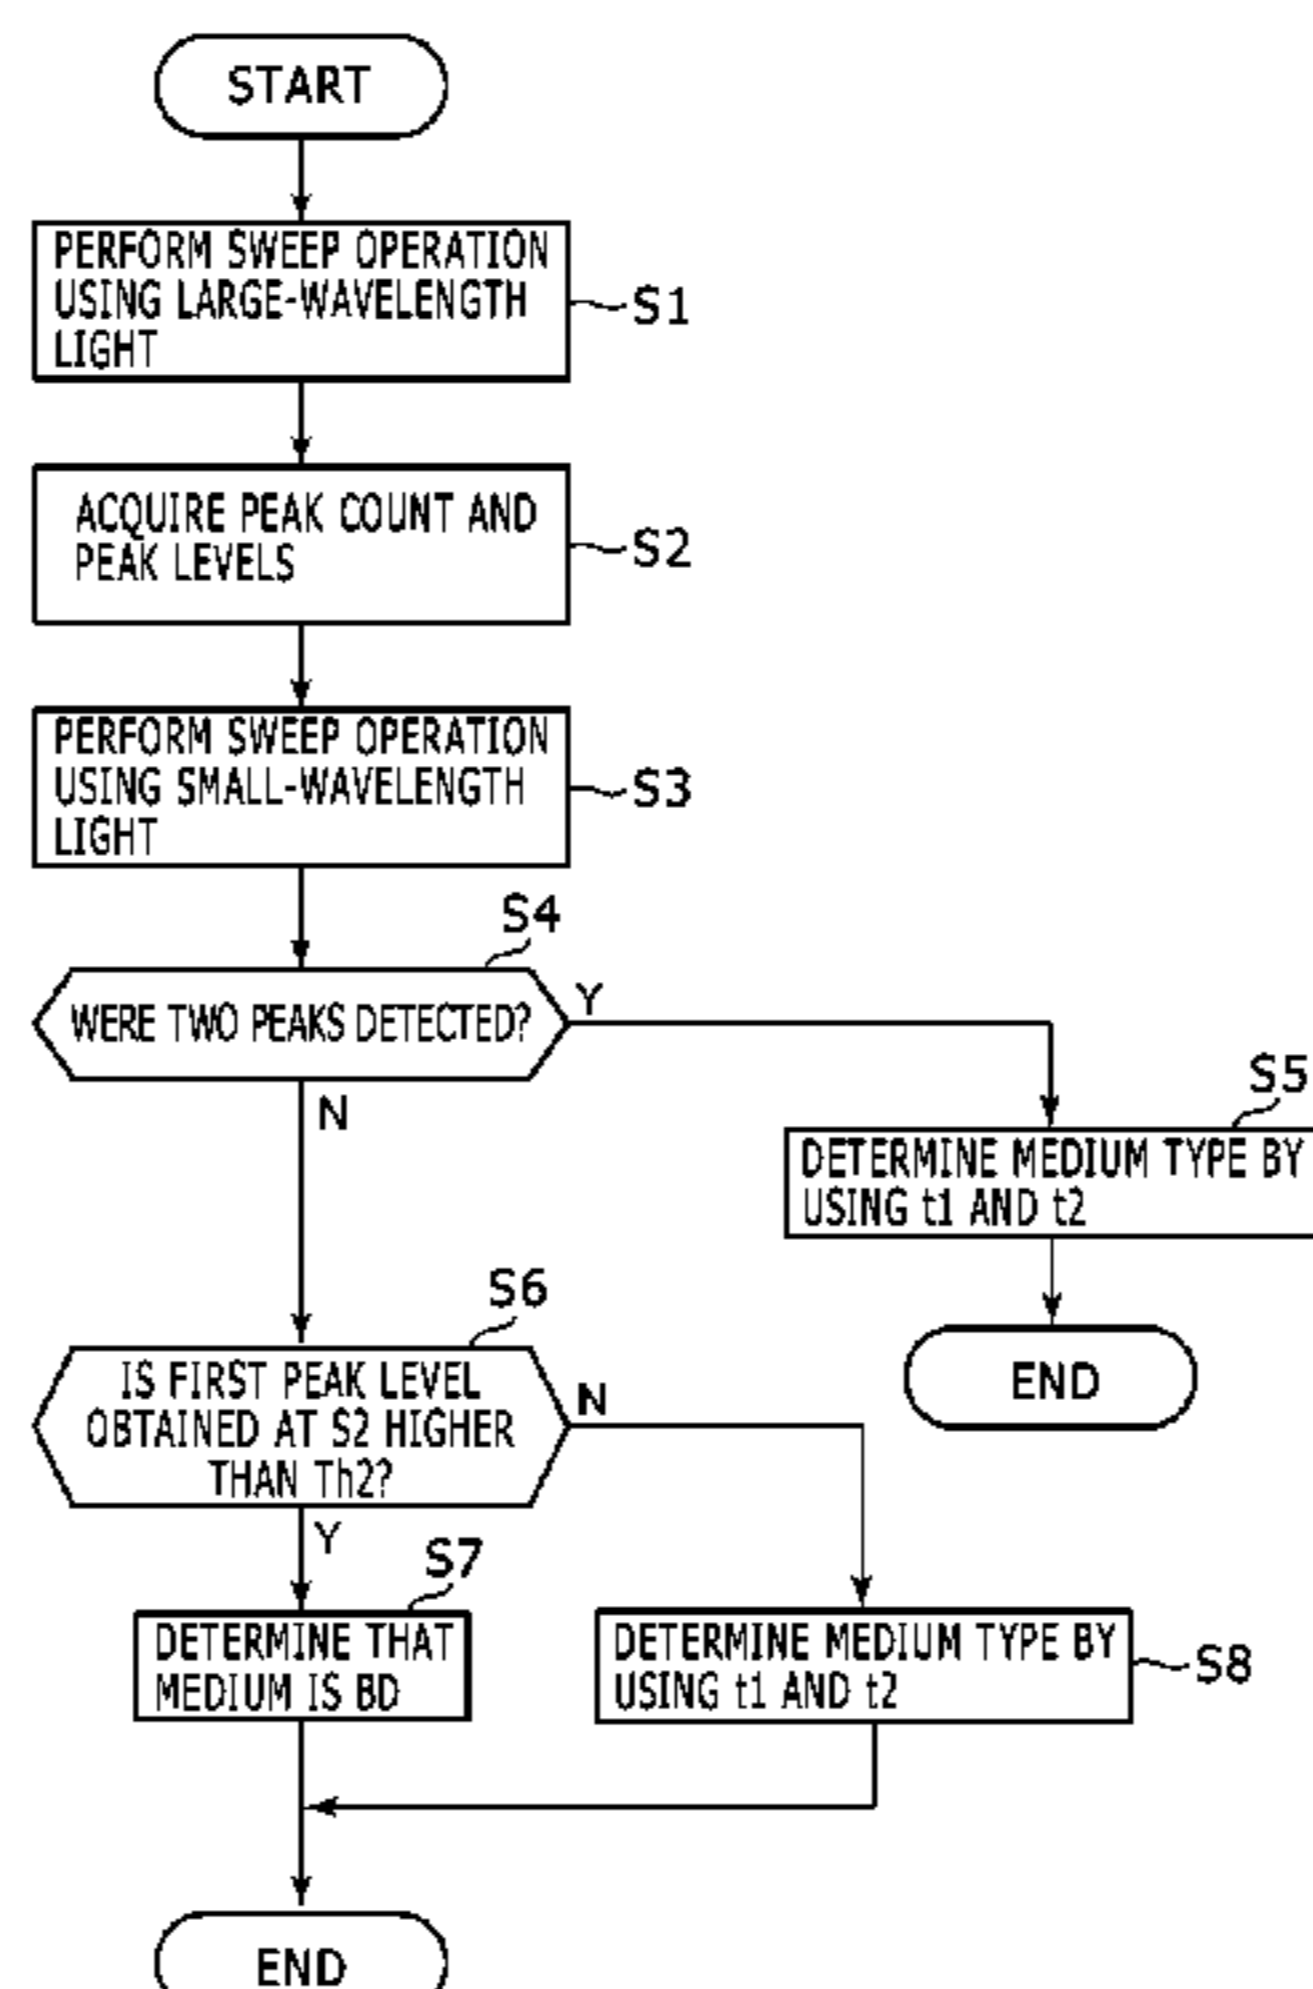 START
PERFORM SWEEP OPERATION
USING LARGE-WAVELENGTH
LIGHT
S1
ACQUIRE PEAK COUNT AND
PEAK LEVELS
S2
PERFORM SWEEP OPERATION
USING SMALL-WAVELENGTH
LIGHT
S3
S4
WERE TWO PEAKS DETECTED?
Y
N
S5
DETERMINE MEDIUM TYPE BY
USING t1 AND t2
END
S6
IS FIRST PEAK LEVEL
OBTAINED AT S2 HIGHER
THAN Th2?
N
Y
S7
DETERMINE THAT
MEDIUM IS BD
DETERMINE MEDIUM TYPE BY
USING t1 AND t2
S8
END